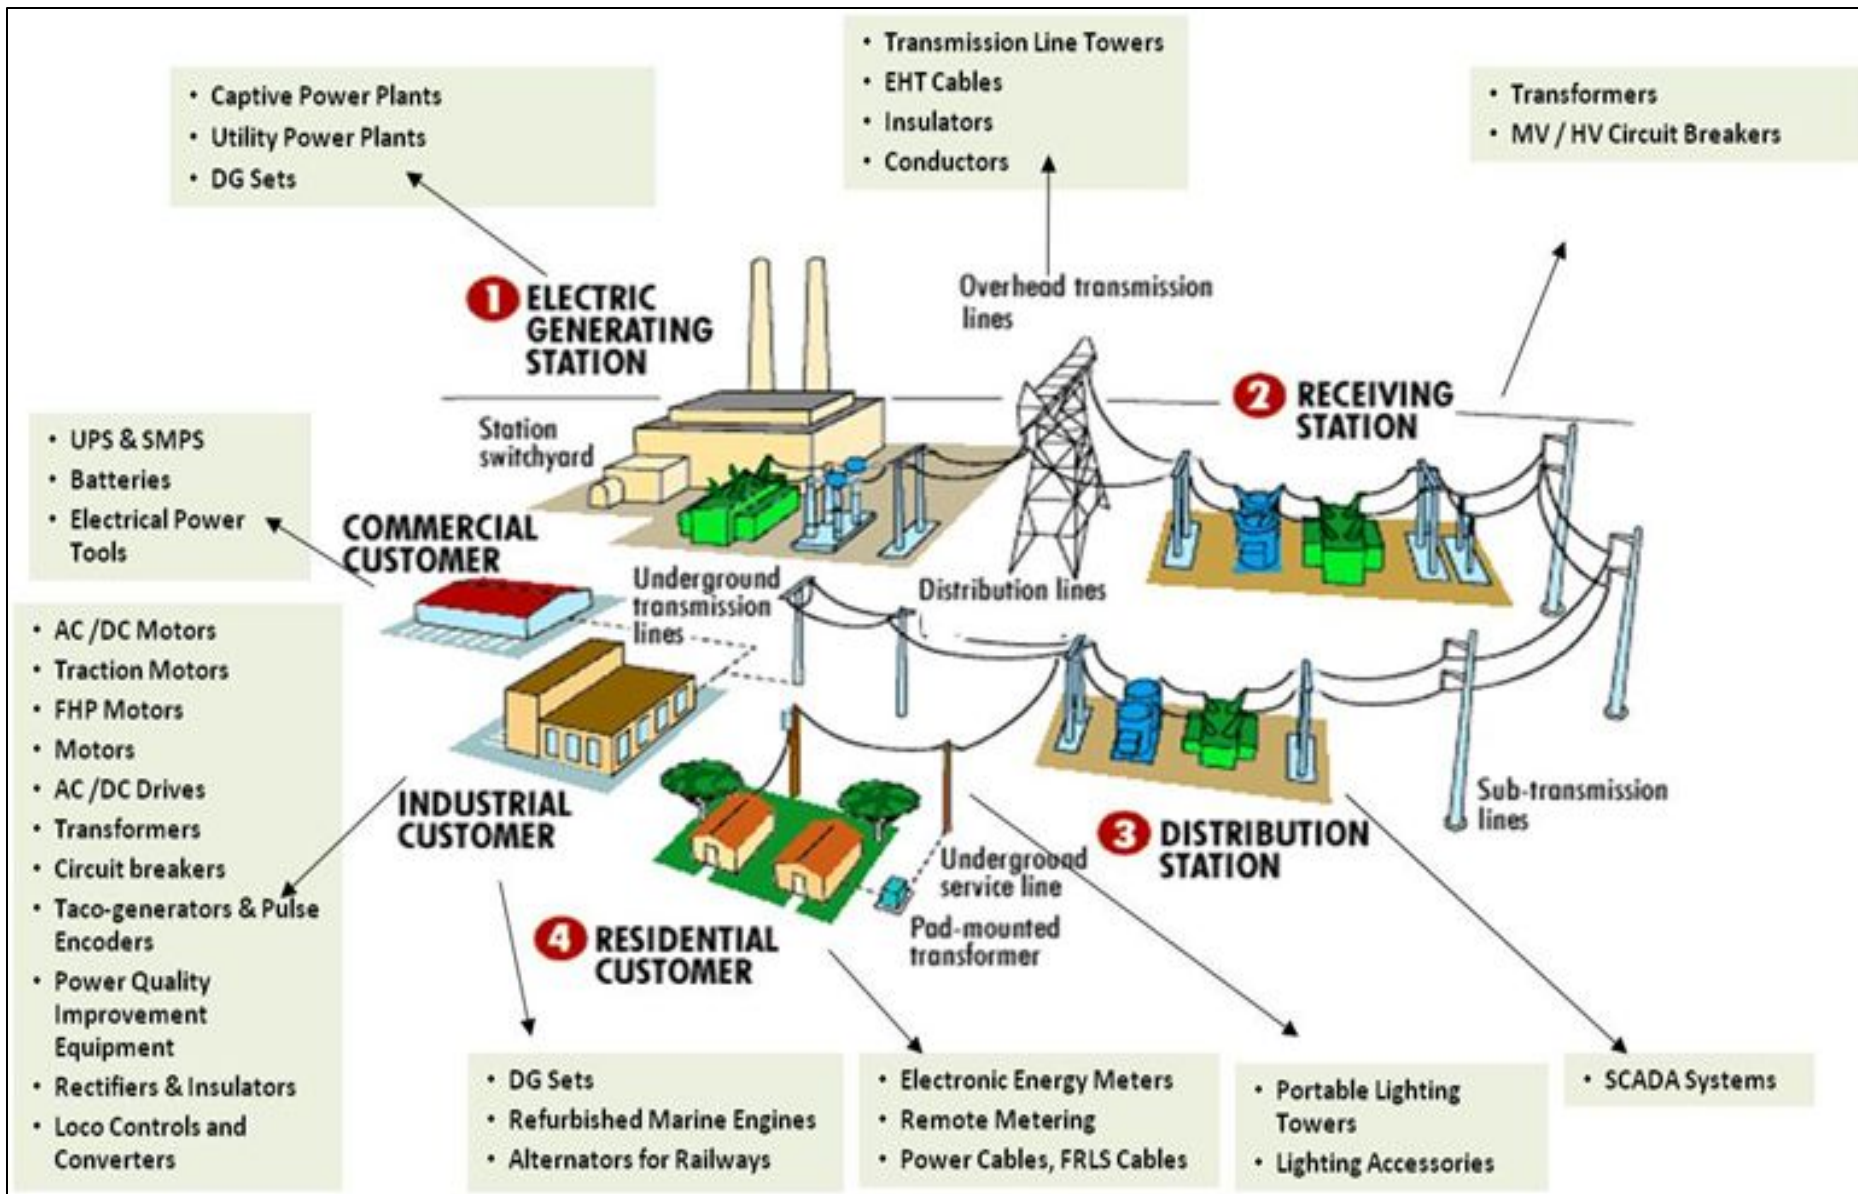 • Captive Power Plants
• Utility Power Plants
• DG Sets
• Transmission Line Towers
• EHT Cables
• Insulators
• Conductors
• Transformers
• MV / HV Circuit Breakers
1 ELECTRIC
GENERATING
STATION
Overhead transmission
lines
2 RECEIVING
STATION
Station
switchyard
• UPS & SMPS
• Batteries
• Electrical Power
Tools
COMMERCIAL
CUSTOMER
Underground
transmission
lines
Distribution lines
• AC /DC Motors
• Traction Motors
• FHP Motors
• Motors
• AC /DC Drives
• Transformers
• Circuit breakers
• Taco-generators & Pulse
Encoders
• Power Quality
Improvement
Equipment
• Rectifiers & Insulators
• Loco Controls and
Converters
INDUSTRIAL
CUSTOMER
Sub-transmission
lines
3 DISTRIBUTION
STATION
Underground
service line
Pad-mounted
transformer
4 RESIDENTIAL
CUSTOMER
• DG Sets
• Refurbished Marine Engines
• Alternators for Railways
• Electronic Energy Meters
• Remote Metering
• Power Cables, FRLS Cables
• Portable Lighting
Towers
• Lighting Accessories
• SCADA Systems